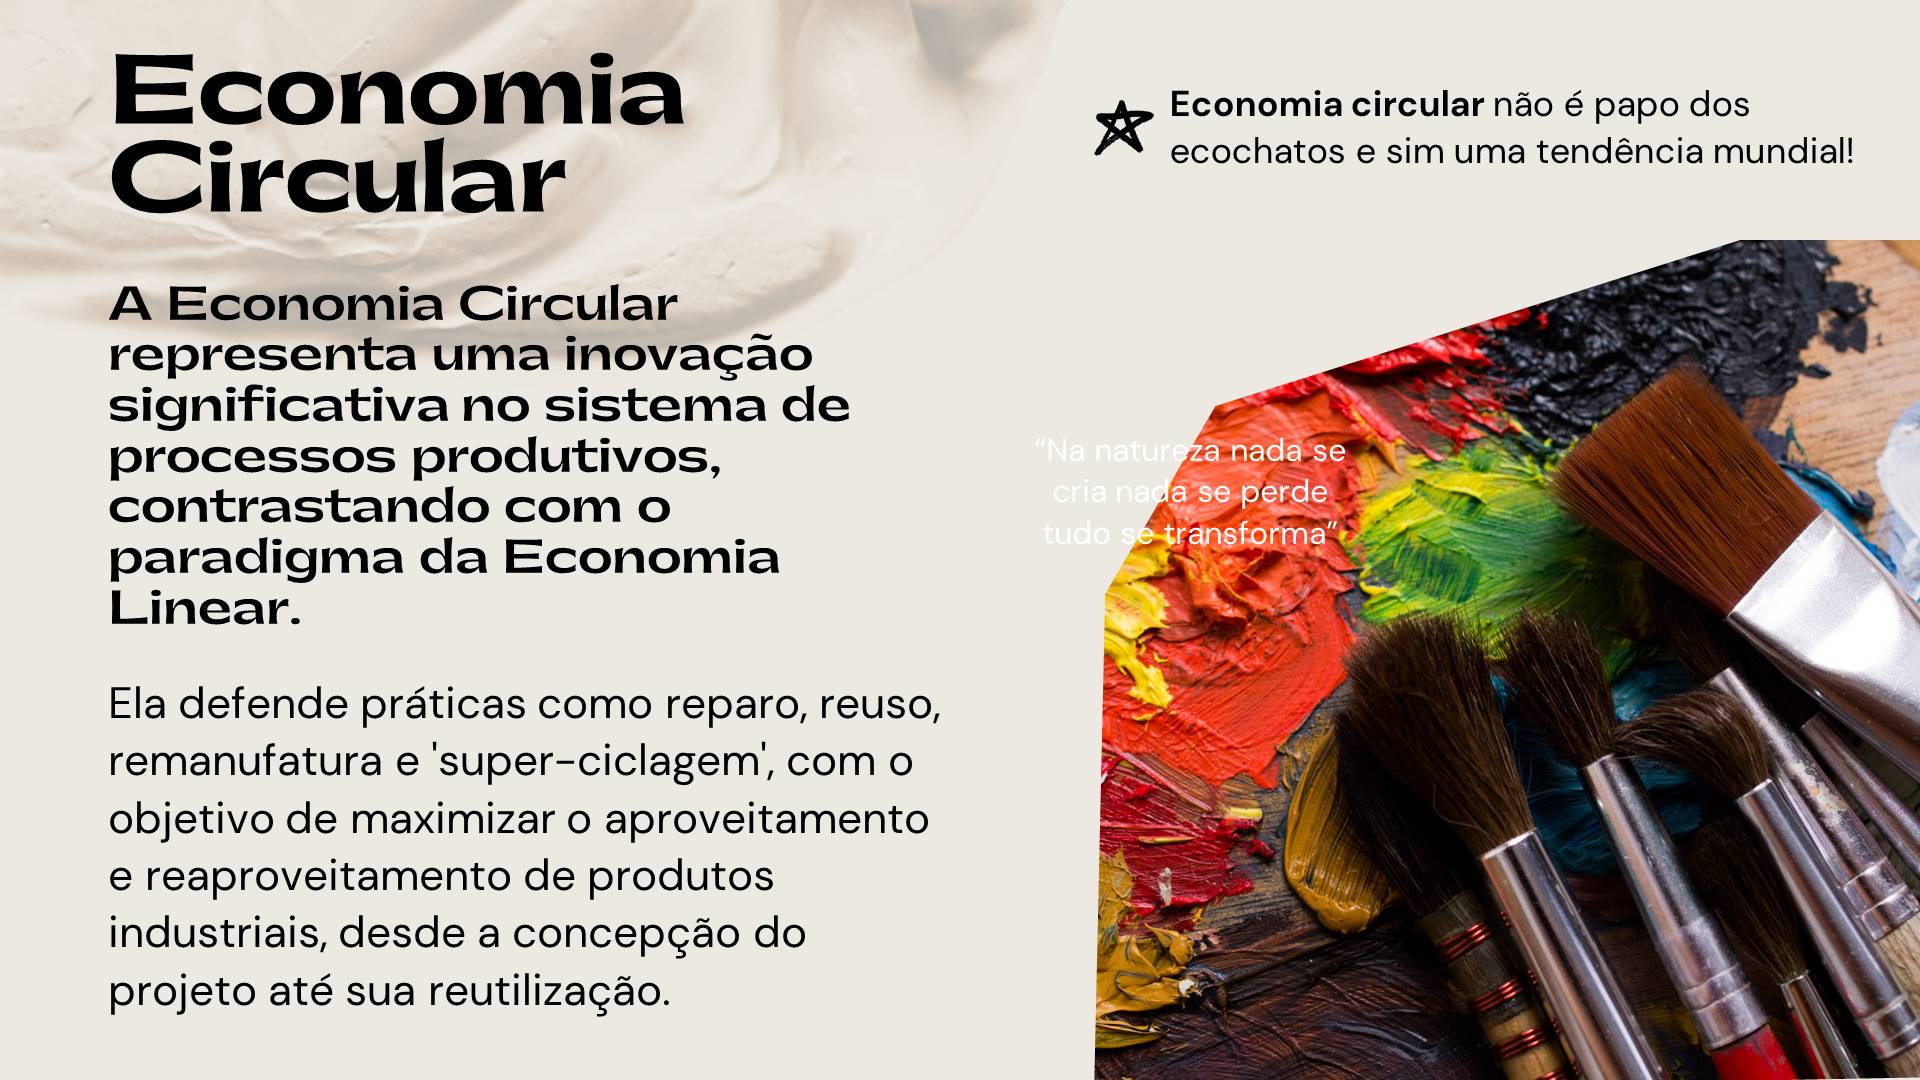 Economia
Circular
Economia circular não é papo dos
ecochatos e sim uma tendência mundial!
A Economia Circular
representa uma inovação
significativa no sistema de
processos produtivos,
contrastando com o
paradigma da Economia
Linear.
“Na natureza nada se
cria nada se perde
tudo se transforma”
Ela defende práticas como reparo, reuso,
remanufatura e 'super-ciclagem', com o
objetivo de maximizar o aproveitamento
e reaproveitamento de produtos
industriais, desde a concepção do
projeto até sua reutilização.